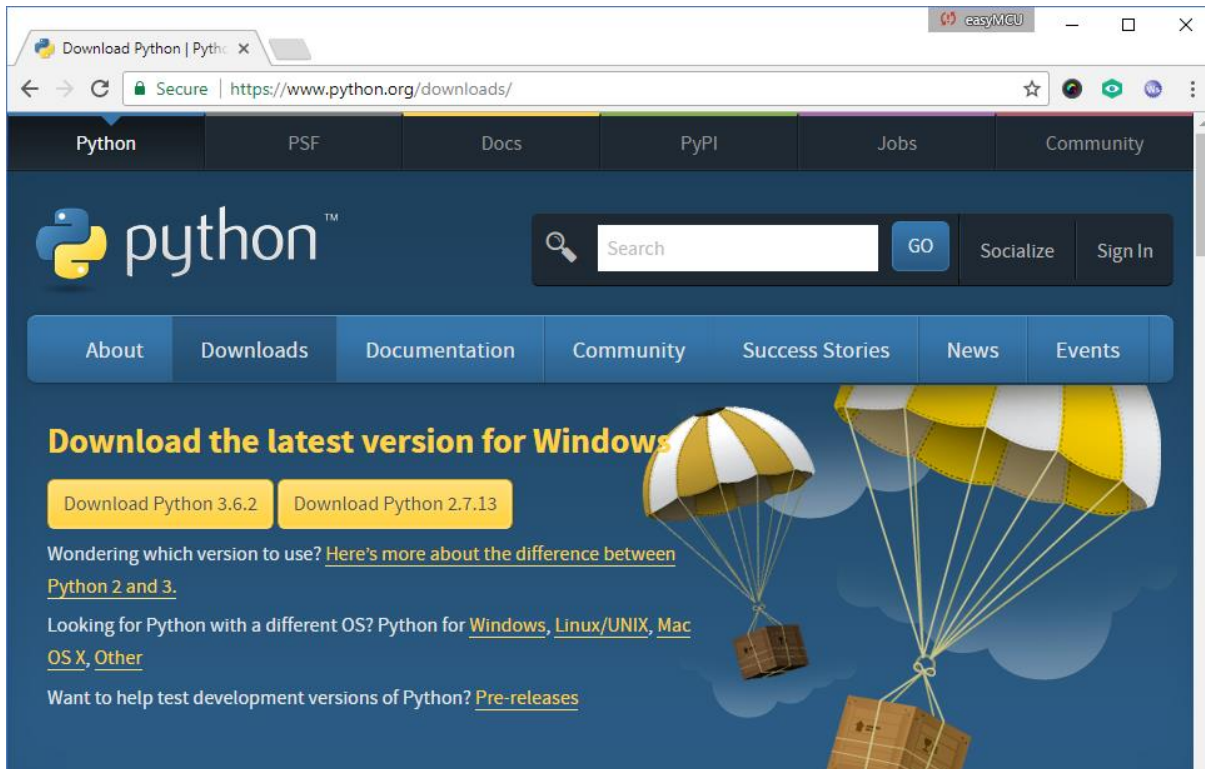 easyMCU
Download Python | Pytho
Secure | https://www.python.org/downloads/
Python PSF Docs PyPI Jobs Community
python™
Search GO Socialize Sign In
About Downloads Documentation Community Success Stories News Events
Download the latest version for Windows
Download Python 3.6.2 Download Python 2.7.13
Wondering which version to use? Here's more about the difference between
Python 2 and 3.
Looking for Python with a different OS? Python for Windows, Linux/UNIX, Mac
OS X, Other
Want to help test development versions of Python? Pre-releases